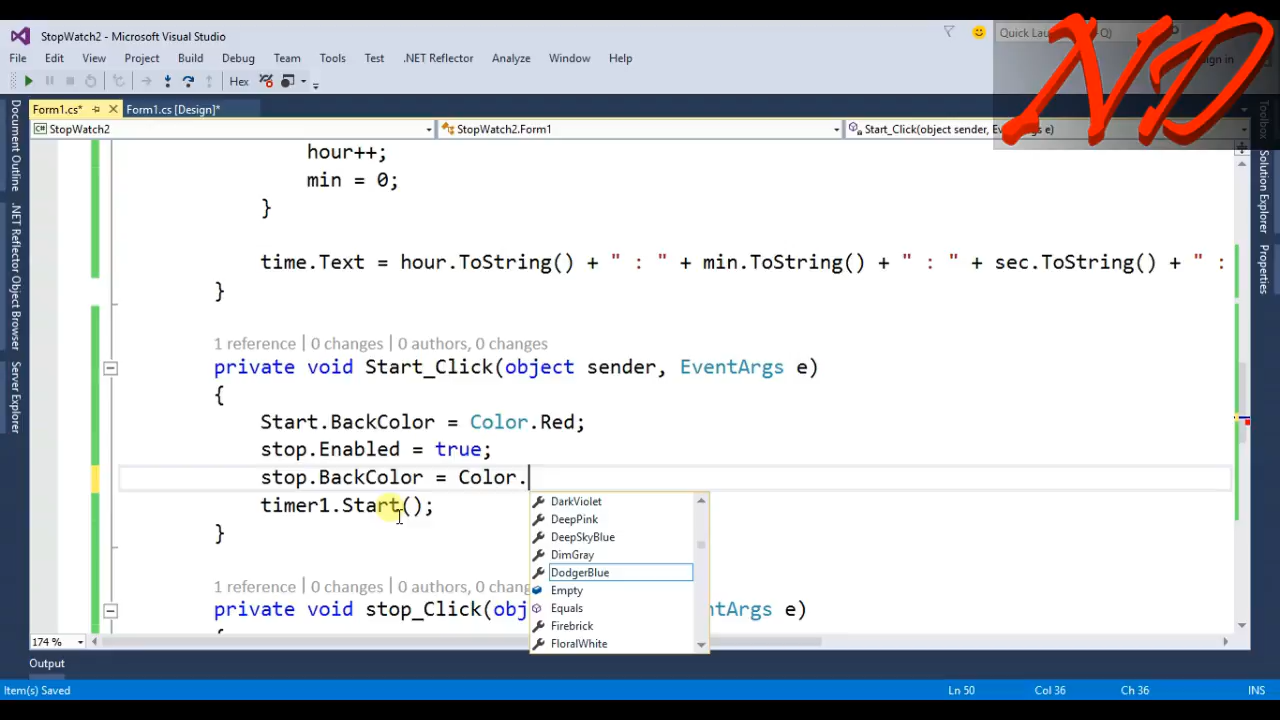 StopWatch2 - Microsoft Visual Studio
Quick Lau
-Q)
File Edit View Project Build Debug Team Tools Test .NET Reflector Analyze Window Help
ND
Hex
Form1.cs* Form1.cs [Design]*
StopWatch2 StopWatch2.Form1 Start_Click(object sender, EventArgs e)
Document Outline
.NET Reflector Object Browser
Server Explorer
Toolbox
Solution Explorer
Properties
hour++;
min = 0;
}
time.Text = hour.ToString() + " : " + min.ToString() + " : " + sec.ToString() + " :
}
1 reference | 0 changes | 0 authors, 0 changes
private void Start_Click(object sender, EventArgs e)
{
Start.BackColor = Color.Red;
stop.Enabled = true;
stop.BackColor = Color.
timer1.Start();
}
DarkViolet
DeepPink
DeepSkyBlue
DimGray
DodgerBlue
Empty
Equals
Firebrick
FloralWhite
1 reference | 0 changes | 0 authors, 0 chang
private void stop_Click(obj
entArgs e)
174 %
Output
Item(s) Saved Ln 50 Col 36 Ch 36 INS